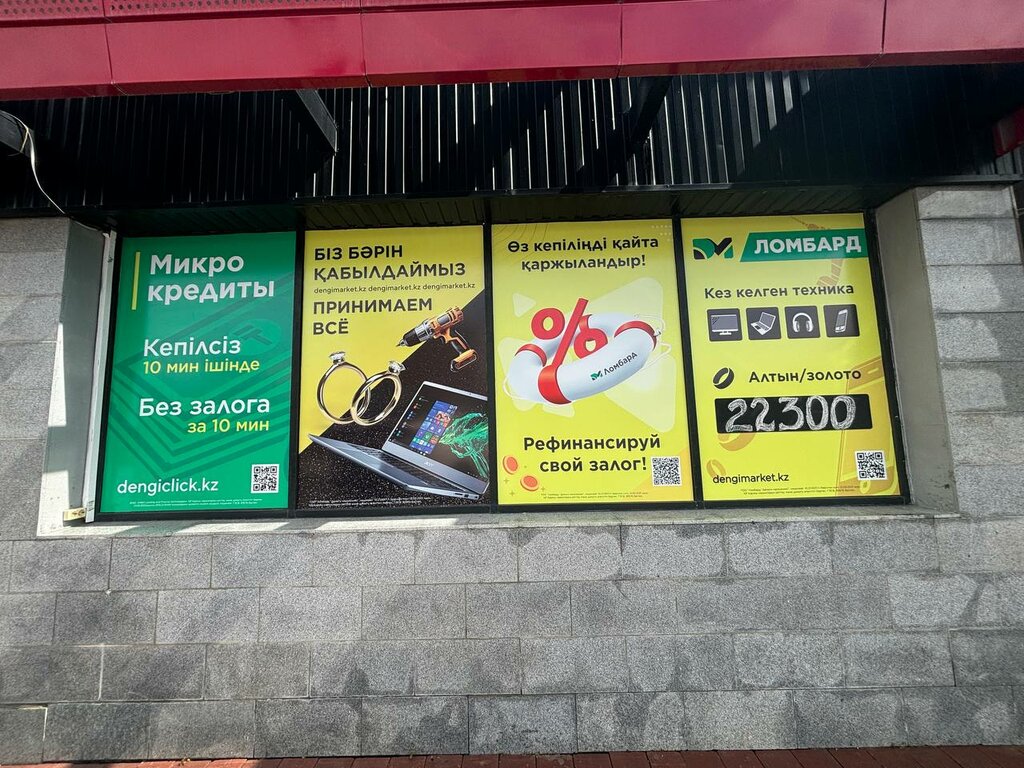 Микро
кредиты
Кепілсіз
10 мин ішінде
Без залога
за 10 мин
dengiclick.kz
БІЗ БӘРІН
ҚАБЫЛДАЙМЫЗ
dengimarket.kz dengimarket.kz dengimarket.kz
ПРИНИМАЕМ
ВСЁ
acer
Өз кепіліңді қайта
қаржыландыр!
%
Ломбард
Рефинансируй
свой залог!
ЛОМБАРД
Кез келген техника
Алтын/золото
22300
dengimarket.kz